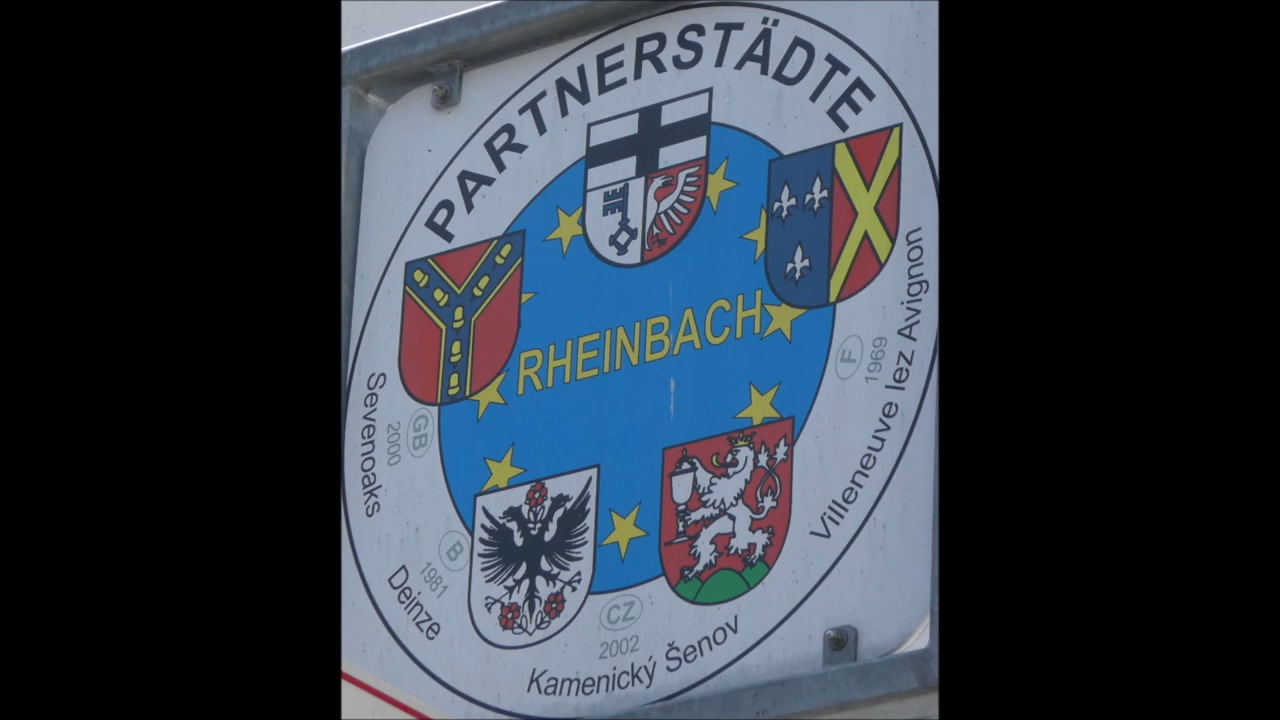 PARTNERSTÄDTE
RHEINBACH
F
1969
Villeneuve lez Avignon
GB
2000
Sevenoaks
B
1981
Deinze
CZ
2002
Kamenický Šenov